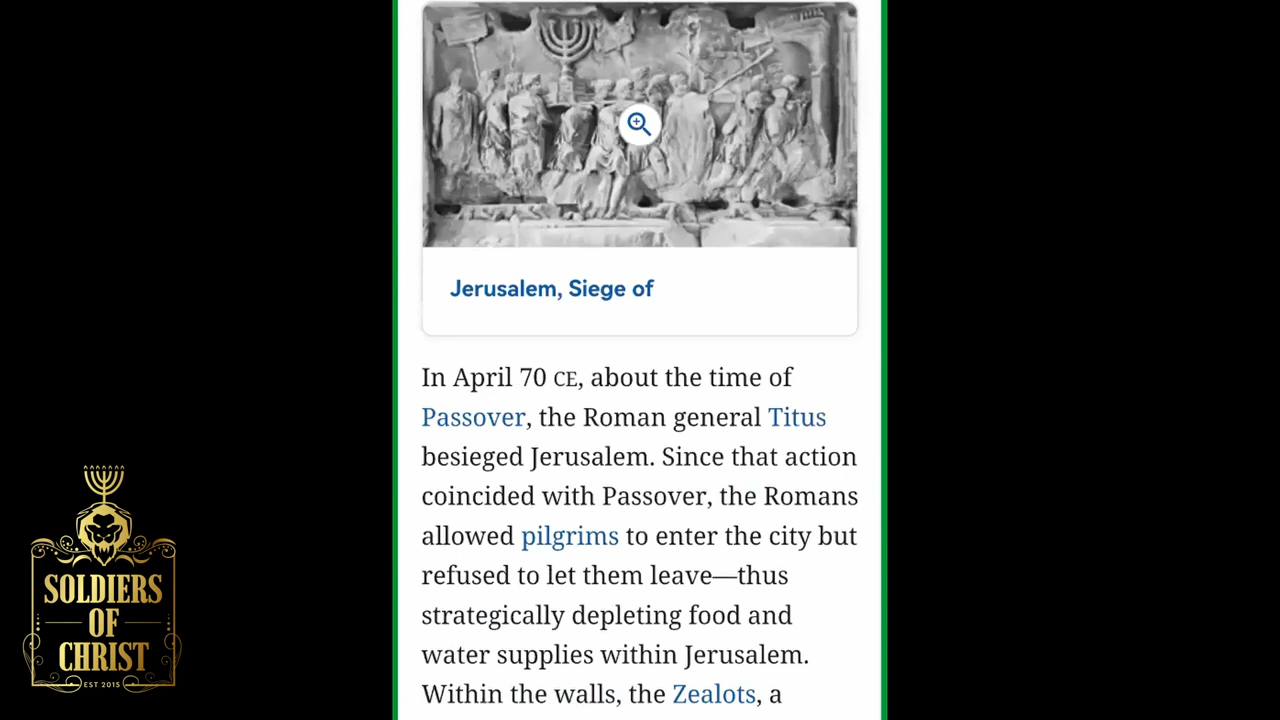 Jerusalem, Siege of
In April 70 CE, about the time of
Passover, the Roman general Titus
besieged Jerusalem. Since that action
coincided with Passover, the Romans
allowed pilgrims to enter the city but
refused to let them leave—thus
strategically depleting food and
water supplies within Jerusalem.
Within the walls, the Zealots, a
SOLDIERS
OF
CHRIST
EST 2015